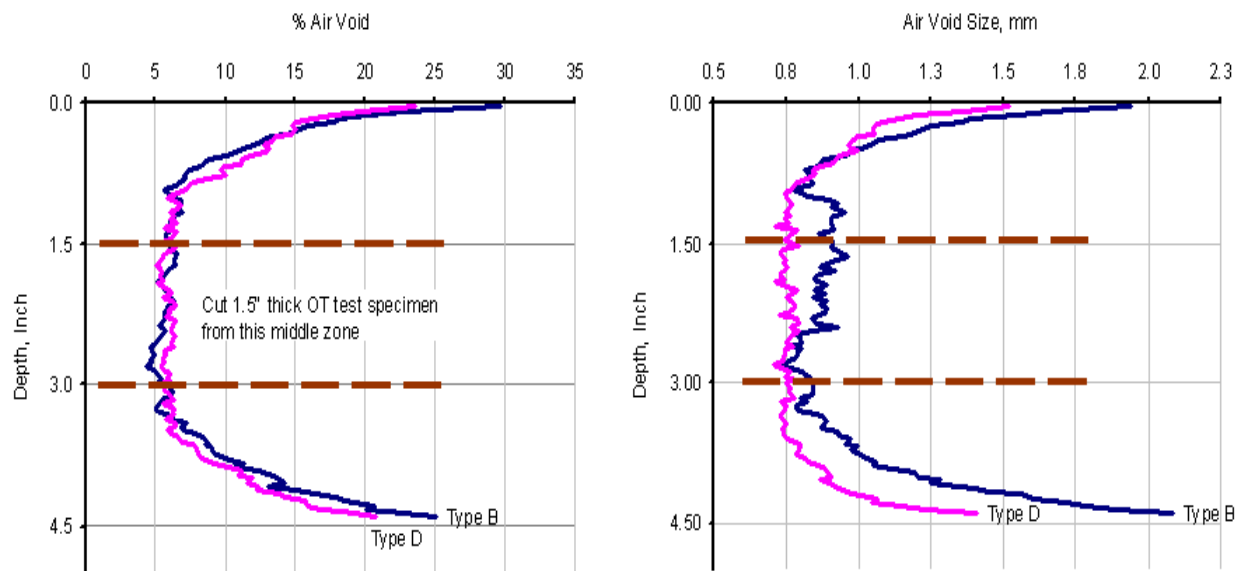 % Air Void
0 5 10 15 20 25 30 35
0.0
1.5
3.0
4.5
Depth, Inch
Cut 1.5" thick OT test specimen
from this middle zone
Type B
Type D
Air Void Size, mm
0.5 0.8 1.0 1.3 1.5 1.8 2.0 2.3
0.00
1.50
3.00
4.50
Depth, Inch
Type D
Type B